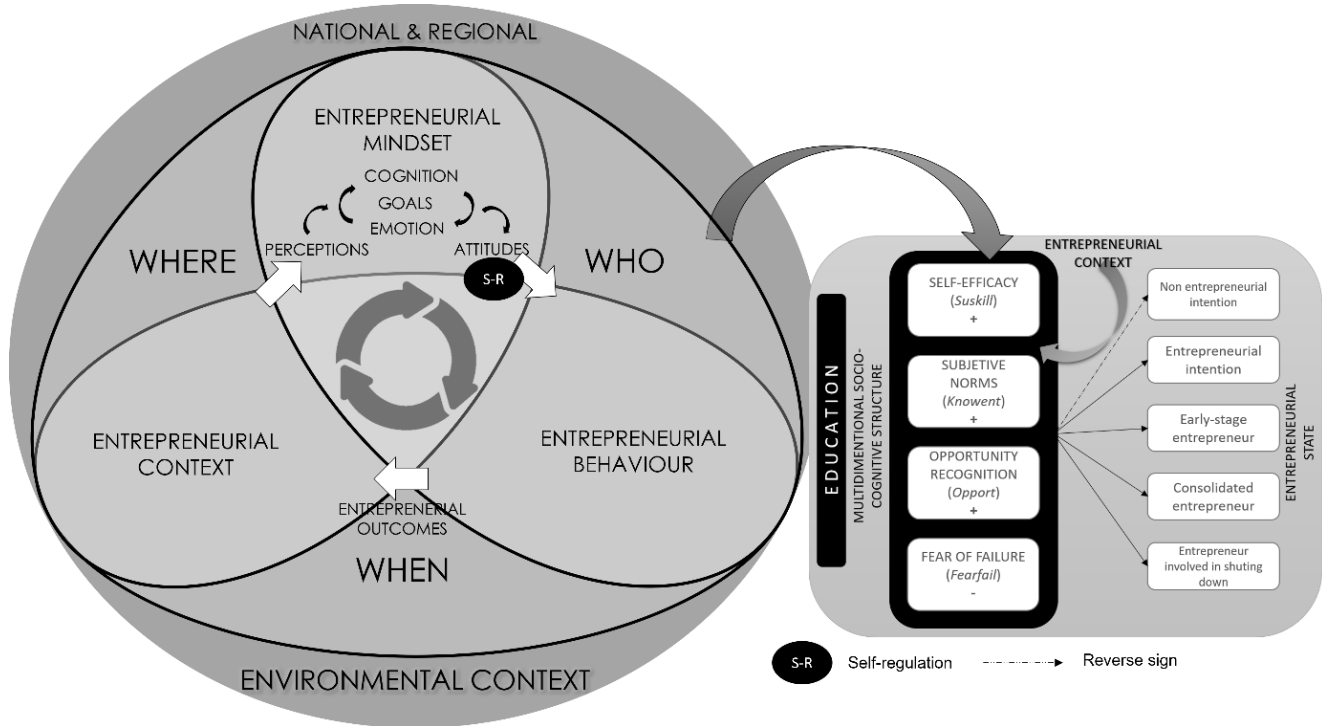 NATIONAL & REGIONAL
ENTREPRENEURIAL
MINDSET
COGNITION
GOALS
EMOTION
PERCEPTIONS
ATTITUDES
S-R
WHERE
WHO
ENTREPRENEURIAL
CONTEXT
ENTREPRENEURIAL
BEHAVIOUR
ENTREPRENERIAL
OUTCOMES
WHEN
ENVIRONMENTAL CONTEXT
EDUCATION
MULTIDIMENTIONAL SOCIO-
COGNITIVE STRUCTURE
SELF-EFFICACY
(Suskill)
+
SUBJETIVE
NORMS
(Knowent)
+
OPPORTUNITY
RECOGNITION
(Opport)
+
FEAR OF FAILURE
(Fearfail)
-
ENTREPRENEURIAL
CONTEXT
Non entrepreneurial
intention
Entrepreneurial
intention
Early-stage
entrepreneur
Consolidated
entrepreneur
Entrepreneur
involved in shuting
down
ENTREPRENEURIAL
STATE
S-R Self-regulation
Reverse sign